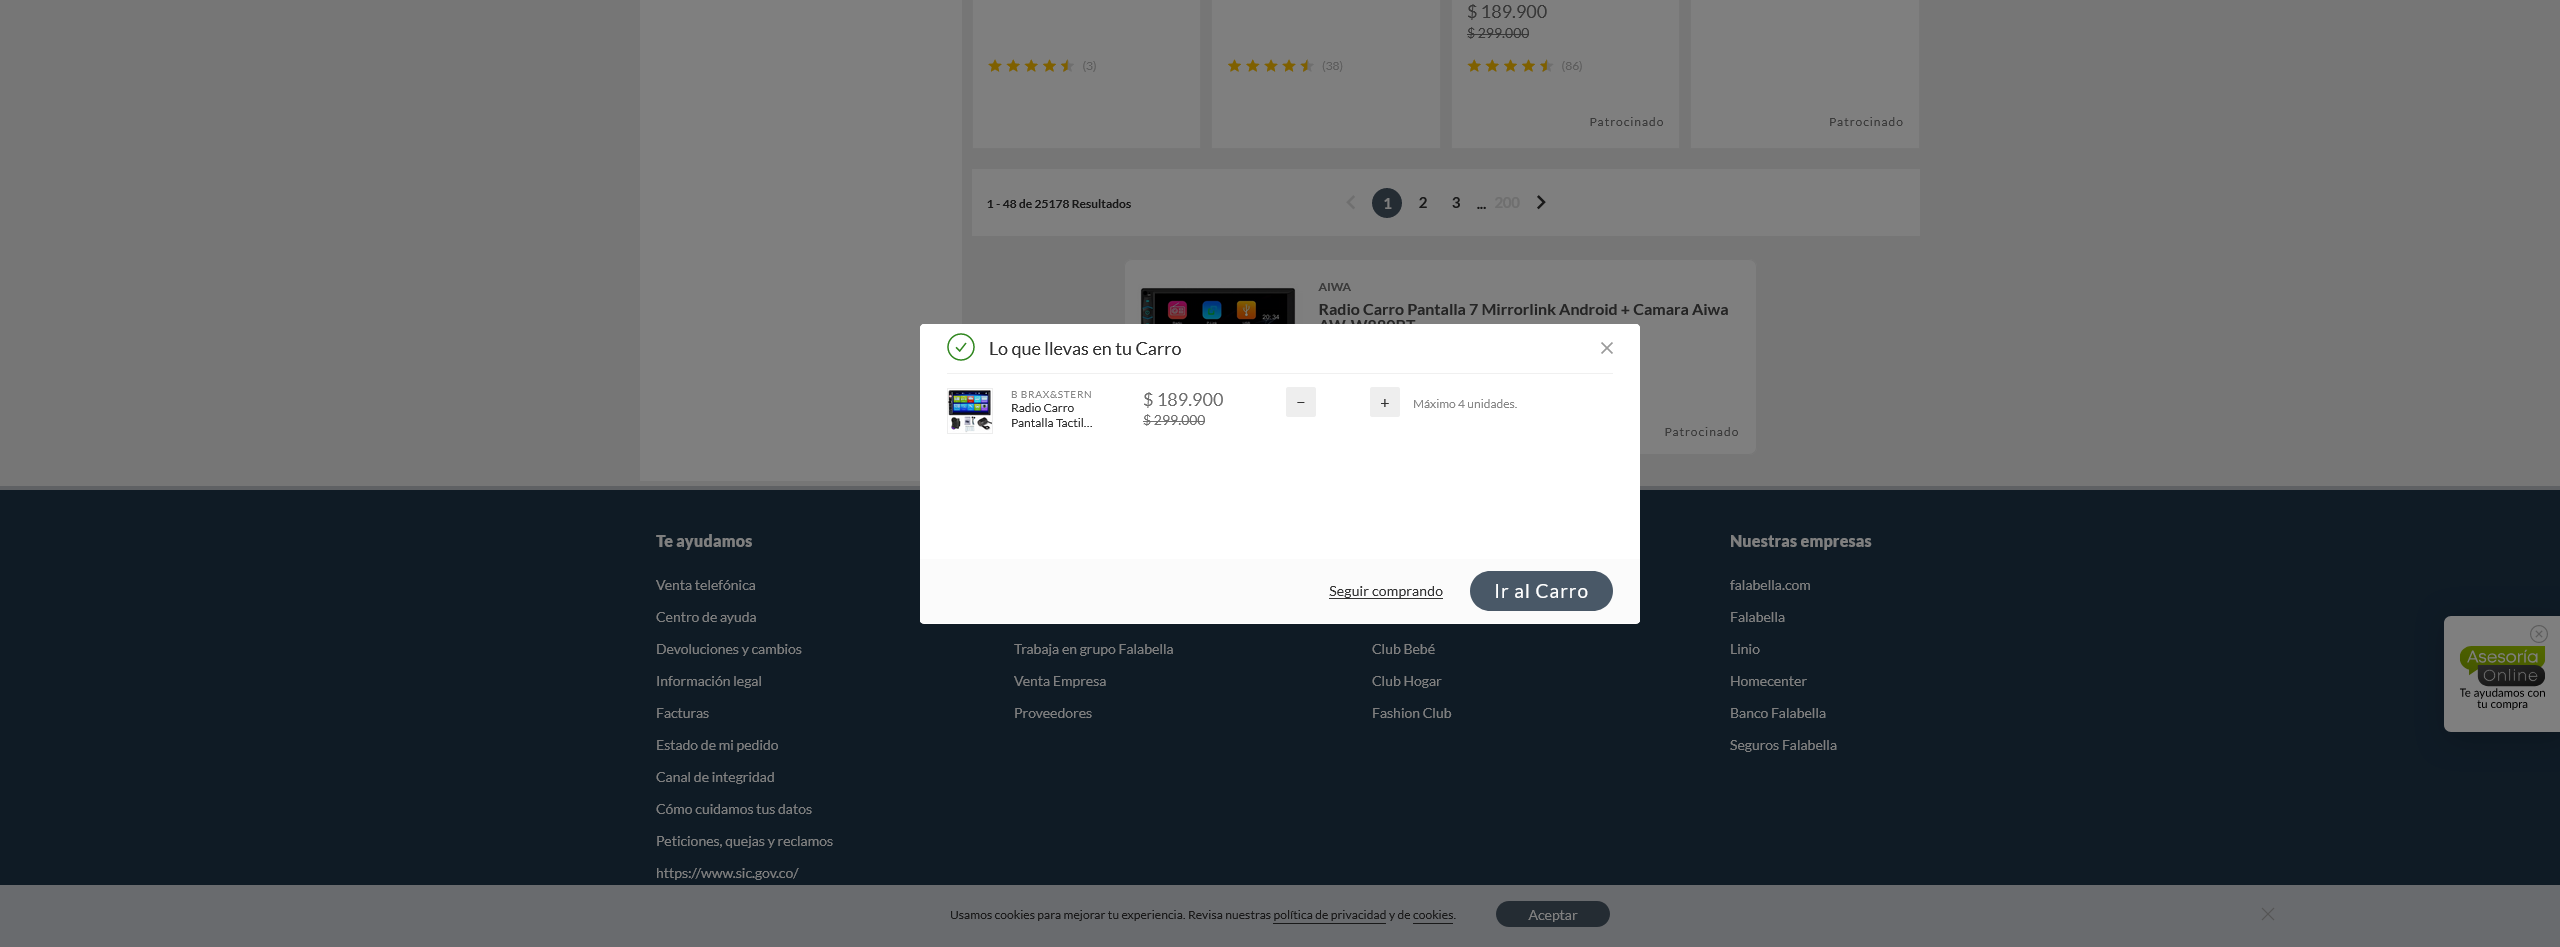 $ 189.900
$ 299.000
(3)
(38)
(86)
Patrocinado
Patrocinado
1 - 48 de 25178 Resultados
1 2 3 ... 200
AIWA
Radio Carro Pantalla 7 Mirrorlink Android + Camara Aiwa
20:34
Lo que llevas en tu Carro
B BRAX&STERN
Radio Carro
Pantalla Tactil...
$ 189.900
$ 299.000
−
+
Máximo 4 unidades.
Patrocinado
Seguir comprando
Ir al Carro
Te ayudamos
Venta telefónica
Centro de ayuda
Devoluciones y cambios
Información legal
Facturas
Estado de mi pedido
Canal de integridad
Cómo cuidamos tus datos
Peticiones, quejas y reclamos
https://www.sic.gov.co/
Trabaja en grupo Falabella
Venta Empresa
Proveedores
Club Bebé
Club Hogar
Fashion Club
Nuestras empresas
falabella.com
Falabella
Linio
Homecenter
Banco Falabella
Seguros Falabella
Asesoría
Online
Te ayudamos con
tu compra
Usamos cookies para mejorar tu experiencia. Revisa nuestras política de privacidad y de cookies.
Aceptar